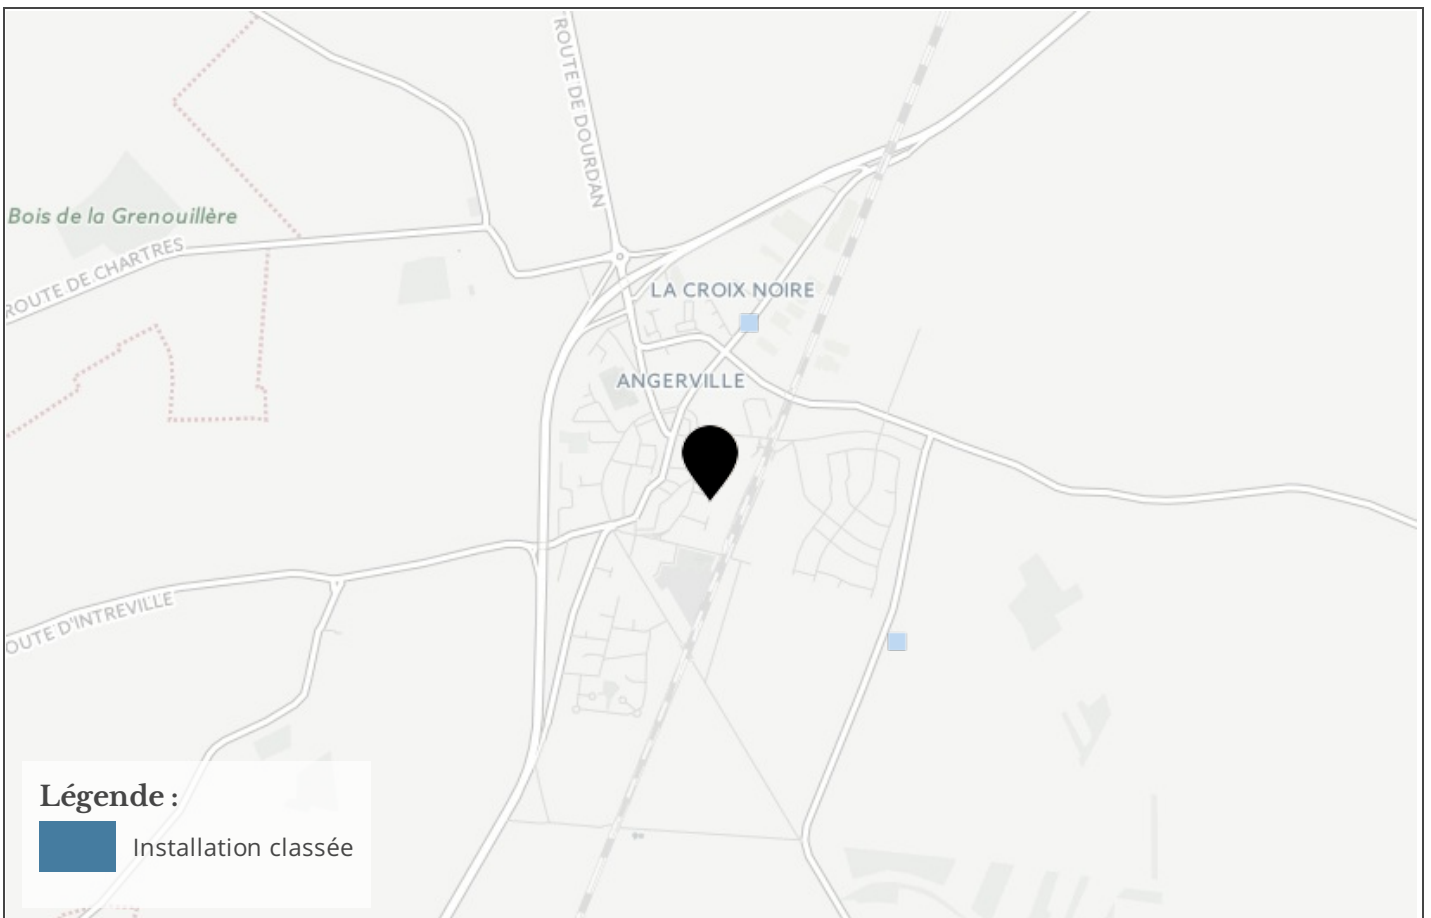 ROUTE DE DOURDAN
Bois de la Grenouillère
ROUTE DE CHARTRES
LA CROIX NOIRE
ANGERVILLE
OUTE D'INTREVILLE
Légende :
Installation classée